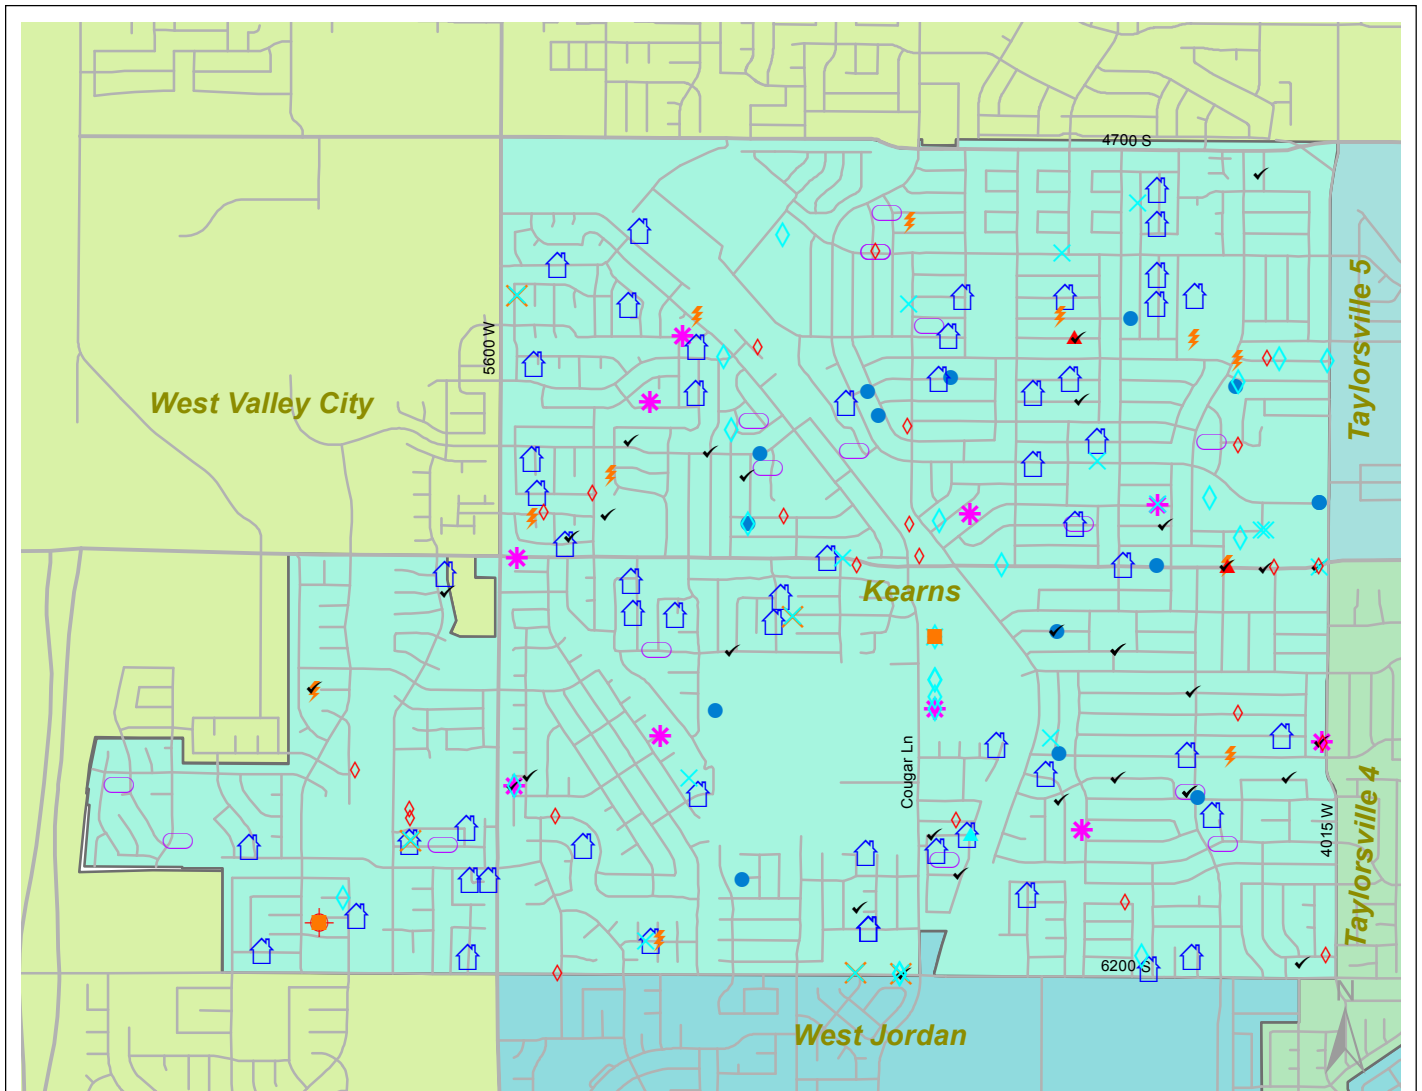 4700 S
Taylorsville 5
5600 W
West Valley City
Kearns
Cougar Ln
4015 W
Taylorsville 4
6200 S
N
West Jordan